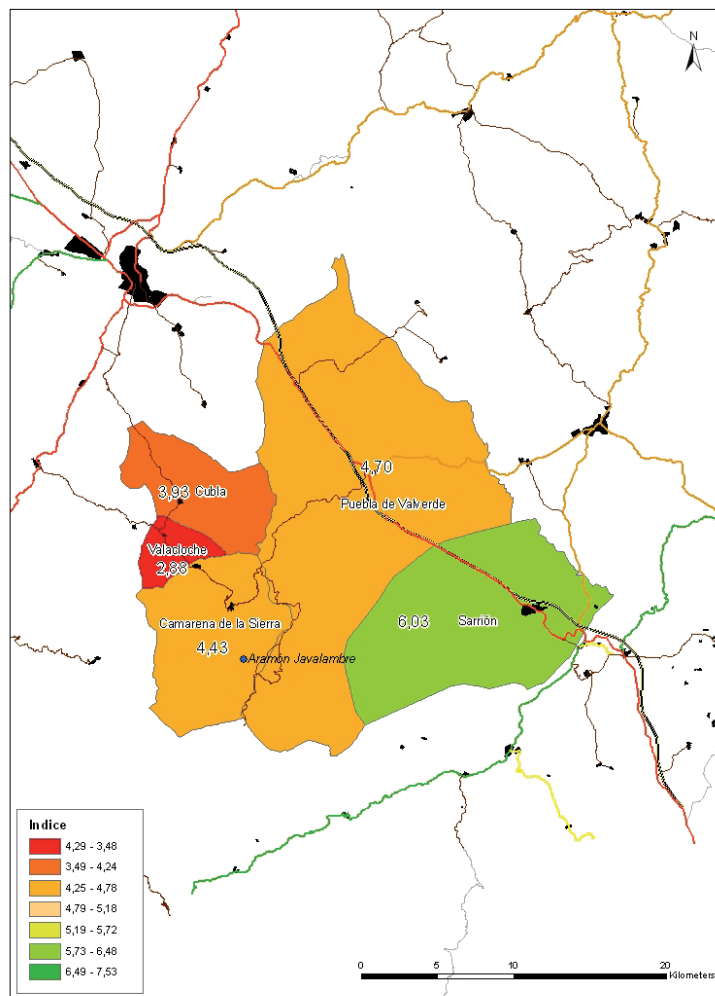 N
4,70
Puebla de Valverde
3,93 Cubla
Valacloche
2,88
Camarena de la Sierra
4,43
Aramón Javalambre
6,03 Sarrión
Indice
4,29 - 3,48
3,49 - 4,24
4,25 - 4,78
4,79 - 5,18
5,19 - 5,72
5,73 - 6,48
6,49 - 7,53
0 5 10 20
Kilometers